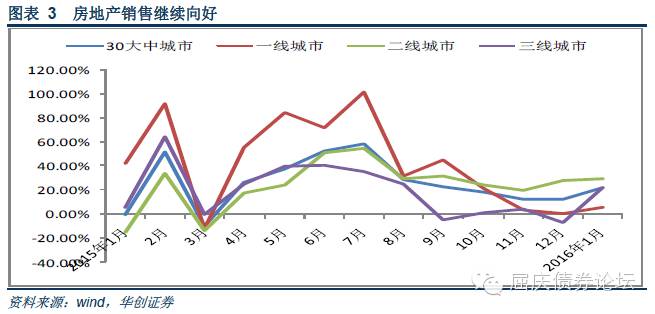 图表 3 房地产销售继续向好
30大中城市 一线城市 二线城市 三线城市
120.00%
100.00%
80.00%
60.00%
40.00%
20.00%
0.00%
-20.00%
-40.00%
2015年1月 2月 3月 4月 5月 6月 7月 8月 9月 10月 11月 12月 2016年1月
屈庆债券论坛
资料来源：wind，华创证券